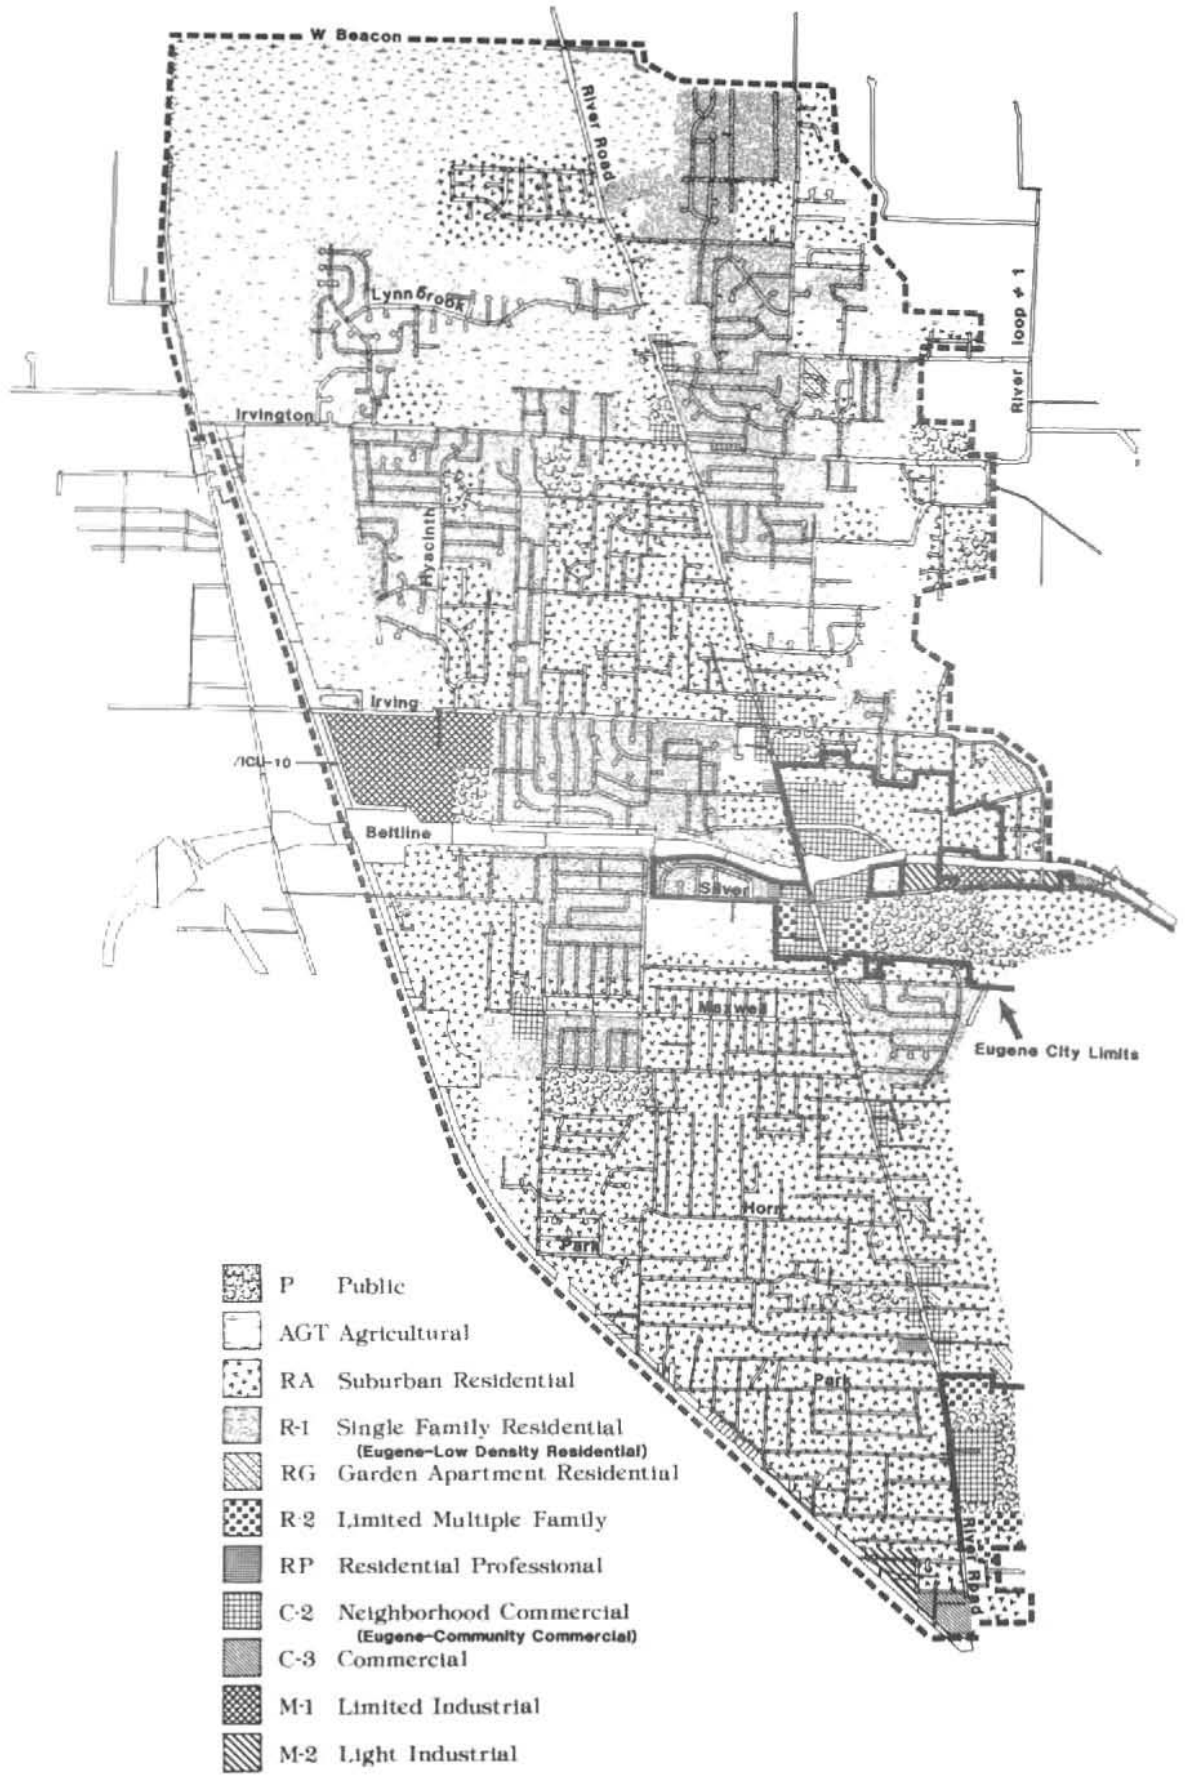 W Beacon
River Road
Lynnbrook
River loop # 1
Irvington
Hyacinth
Irving
/ICU-10
Beltline
Silver
Maxwell
Eugene City Limits
Horn
Park
Park
River Road
P Public
AGT Agricultural
RA Suburban Residential
R-1 Single Family Residential
(Eugene-Low Density Residential)
RG Garden Apartment Residential
R-2 Limited Multiple Family
RP Residential Professional
C-2 Neighborhood Commercial
(Eugene-Community Commercial)
C-3 Commercial
M-1 Limited Industrial
M-2 Light Industrial